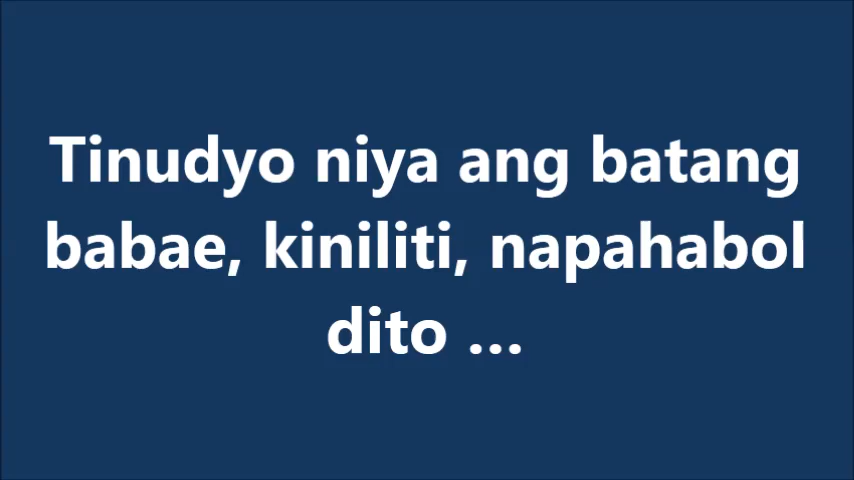 Tinudyo niya ang batang
babae, kiniliti, napahabol
dito ...